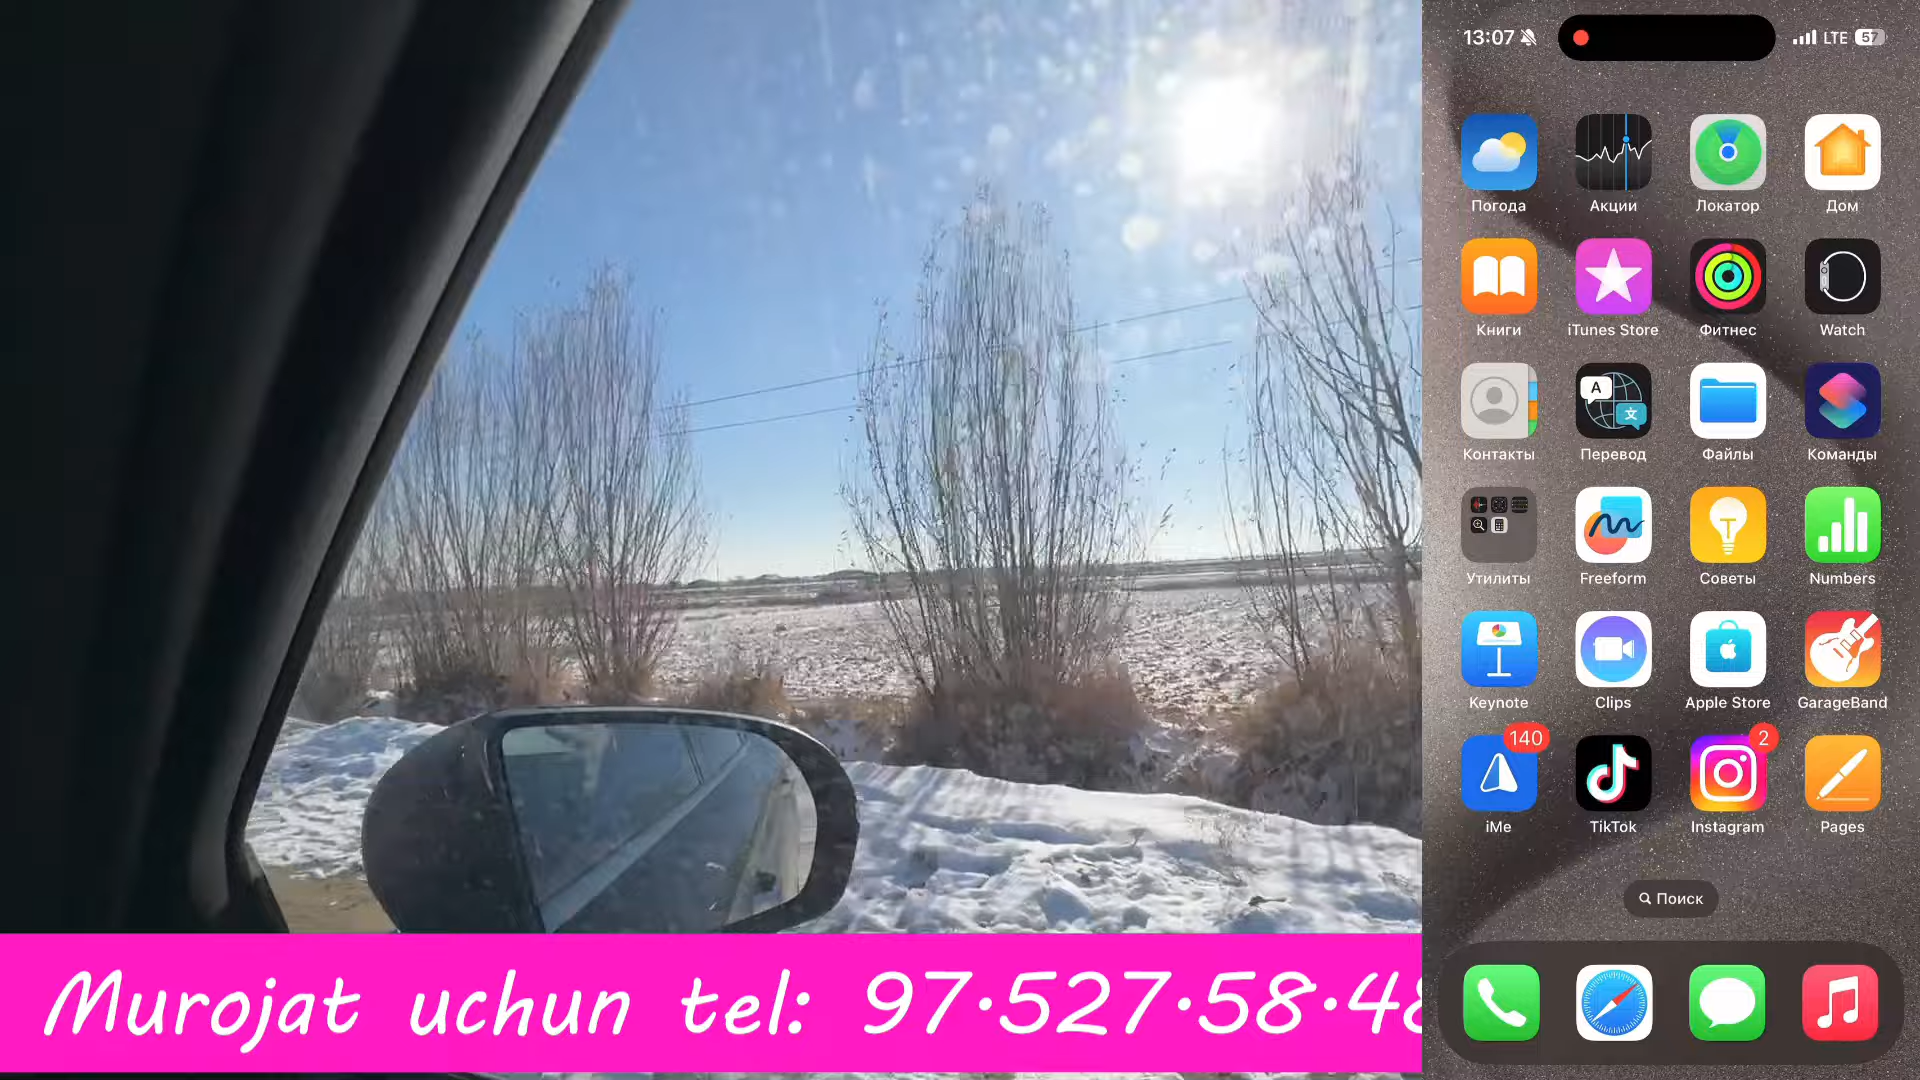 Murojat uchun tel: 97·527·58·48
13:07 LTE 57
Погода Акции Локатор Дом
Книги iTunes Store Фитнес Watch
A 文
Контакты Перевод Файлы Команды
Утилиты Freeform Советы Numbers
Keynote Clips Apple Store GarageBand
140 2
iMe TikTok Instagram Pages
Поиск